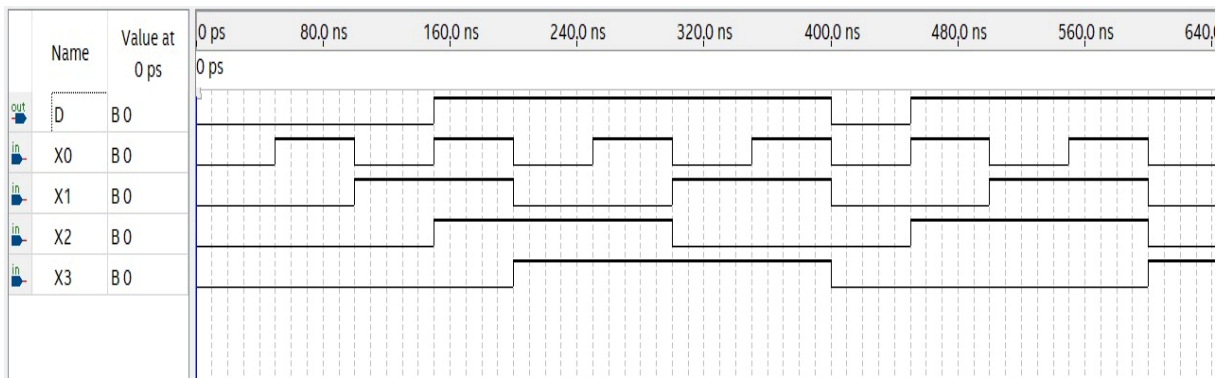 Name
Value at
0 ps
0 ps 80.0 ns 160.0 ns 240.0 ns 320.0 ns 400.0 ns 480.0 ns 560.0 ns 640.
0 ps
out D B 0
in X0 B 0
in X1 B 0
in X2 B 0
in X3 B 0